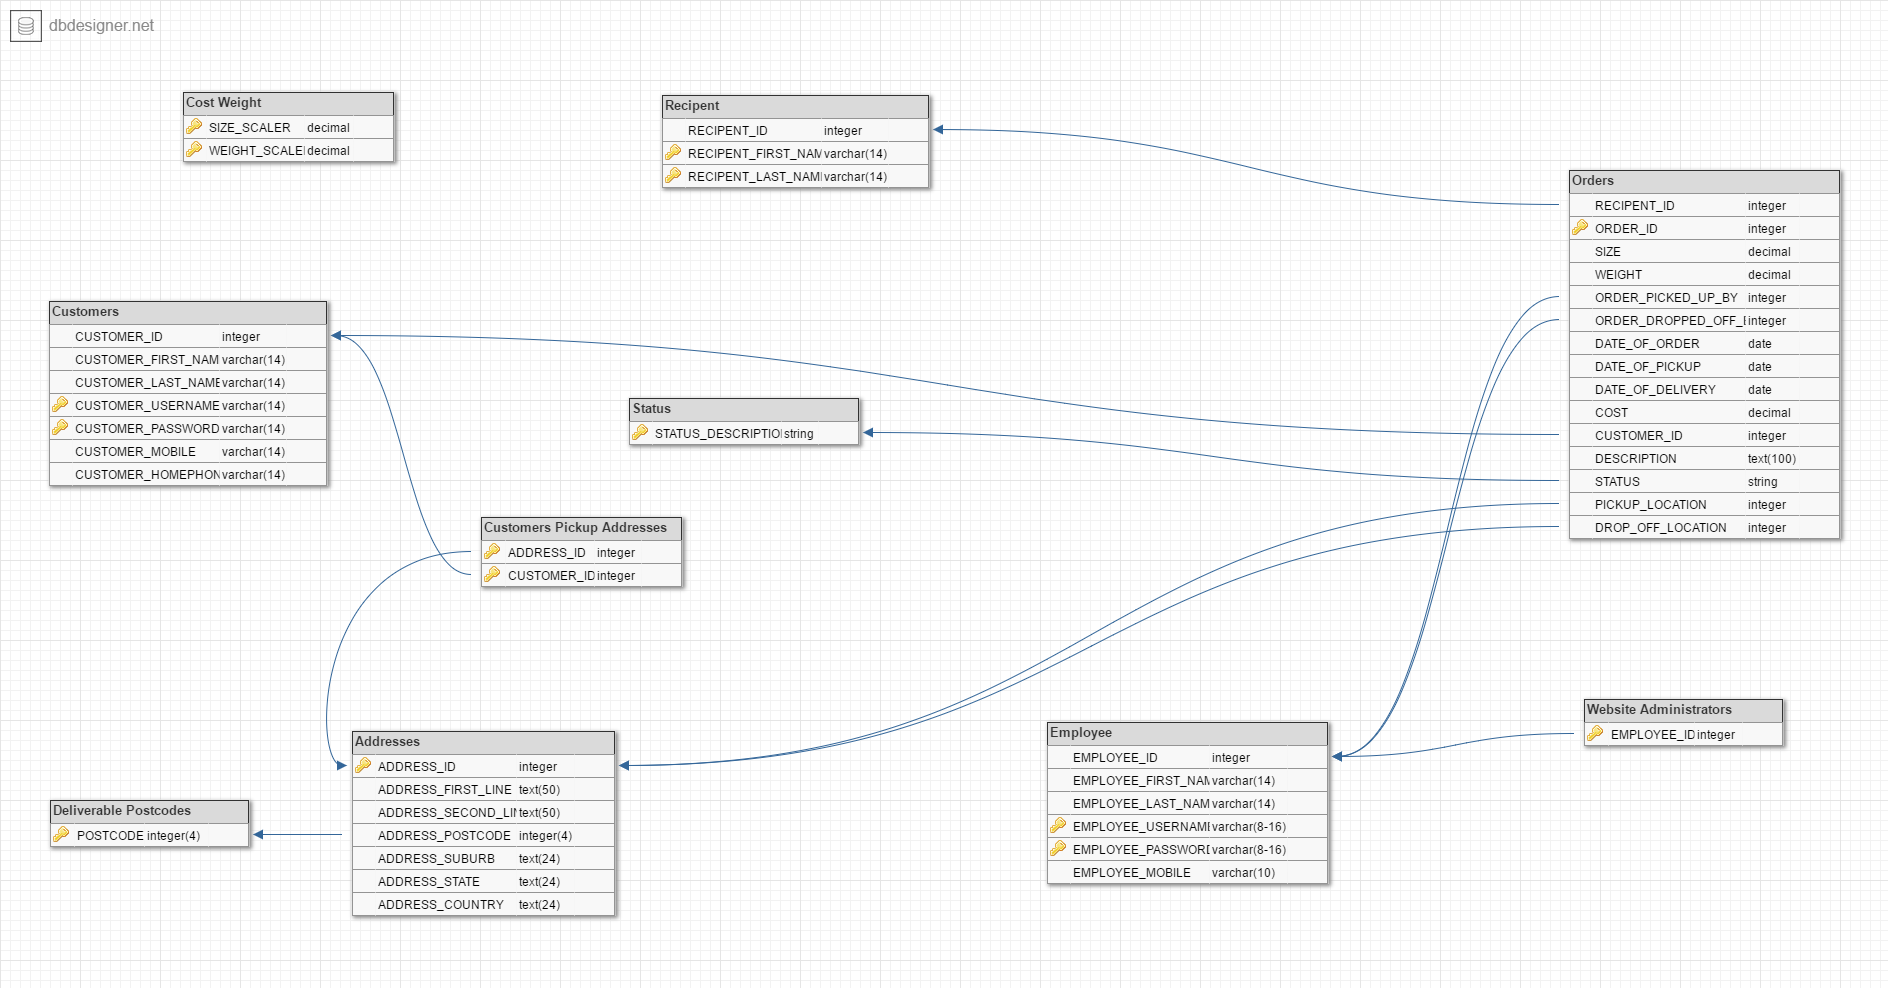 dbdesigner.net
Cost Weight
SIZE_SCALER decimal
WEIGHT_SCALE decimal
Recipent
RECIPENT_ID integer
RECIPENT_FIRST_NAM varchar(14)
RECIPENT_LAST_NAM varchar(14)
Orders
RECIPENT_ID integer
ORDER_ID integer
SIZE decimal
WEIGHT decimal
ORDER_PICKED_UP_BY integer
ORDER_DROPPED_OFF_ integer
DATE_OF_ORDER date
DATE_OF_PICKUP date
DATE_OF_DELIVERY date
COST decimal
CUSTOMER_ID integer
DESCRIPTION text(100)
STATUS string
PICKUP_LOCATION integer
DROP_OFF_LOCATION integer
Customers
CUSTOMER_ID integer
CUSTOMER_FIRST_NAM varchar(14)
CUSTOMER_LAST_NAME varchar(14)
CUSTOMER_USERNAME varchar(14)
CUSTOMER_PASSWORD varchar(14)
CUSTOMER_MOBILE varchar(14)
CUSTOMER_HOMEPHON varchar(14)
Status
STATUS_DESCRIPTIO string
Customers Pickup Addresses
ADDRESS_ID integer
CUSTOMER_ID integer
Addresses
ADDRESS_ID integer
ADDRESS_FIRST_LINE text(50)
ADDRESS_SECOND_LI text(50)
ADDRESS_POSTCODE integer(4)
ADDRESS_SUBURB text(24)
ADDRESS_STATE text(24)
ADDRESS_COUNTRY text(24)
Deliverable Postcodes
POSTCODE integer(4)
Employee
EMPLOYEE_ID integer
EMPLOYEE_FIRST_NA varchar(14)
EMPLOYEE_LAST_NAM varchar(14)
EMPLOYEE_USERNAM varchar(8-16)
EMPLOYEE_PASSWOR varchar(8-16)
EMPLOYEE_MOBILE varchar(10)
Website Administrators
EMPLOYEE_ID integer